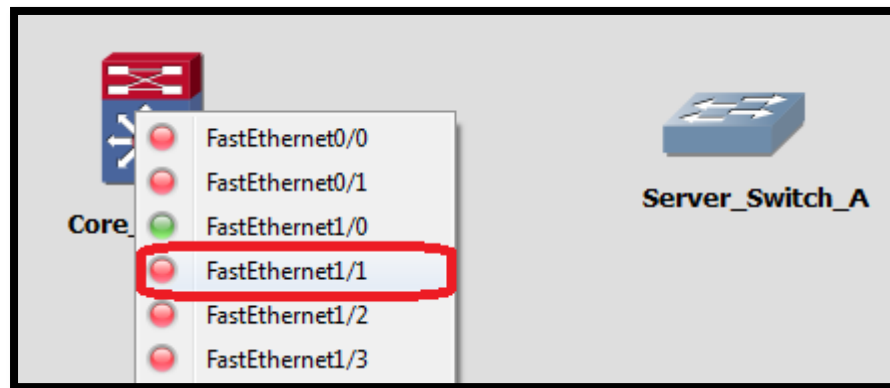 FastEthernet0/0
FastEthernet0/1
Server_Switch_A
Core_
FastEthernet1/0
FastEthernet1/1
FastEthernet1/2
FastEthernet1/3